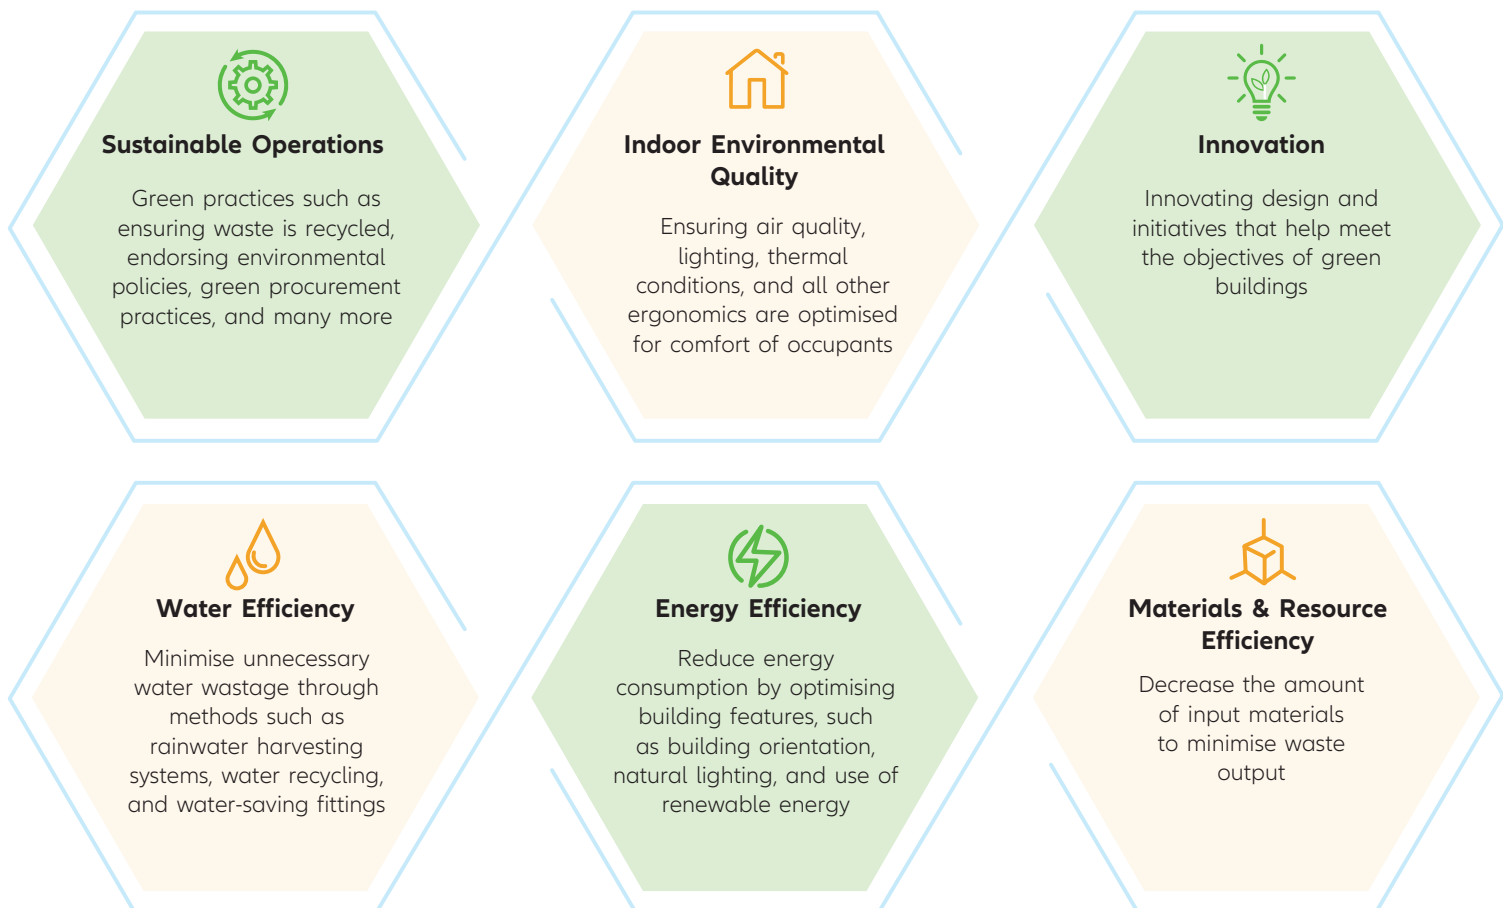 Sustainable Operations
Green practices such as
ensuring waste is recycled,
endorsing environmental
policies, green procurement
practices, and many more
Indoor Environmental
Quality
Ensuring air quality,
lighting, thermal
conditions, and all other
ergonomics are optimised
for comfort of occupants
Innovation
Innovating design and
initiatives that help meet
the objectives of green
buildings
Water Efficiency
Minimise unnecessary
water wastage through
methods such as
rainwater harvesting
systems, water recycling,
and water-saving fittings
Energy Efficiency
Reduce energy
consumption by optimising
building features, such
as building orientation,
natural lighting, and use of
renewable energy
Materials & Resource
Efficiency
Decrease the amount
of input materials
to minimise waste
output